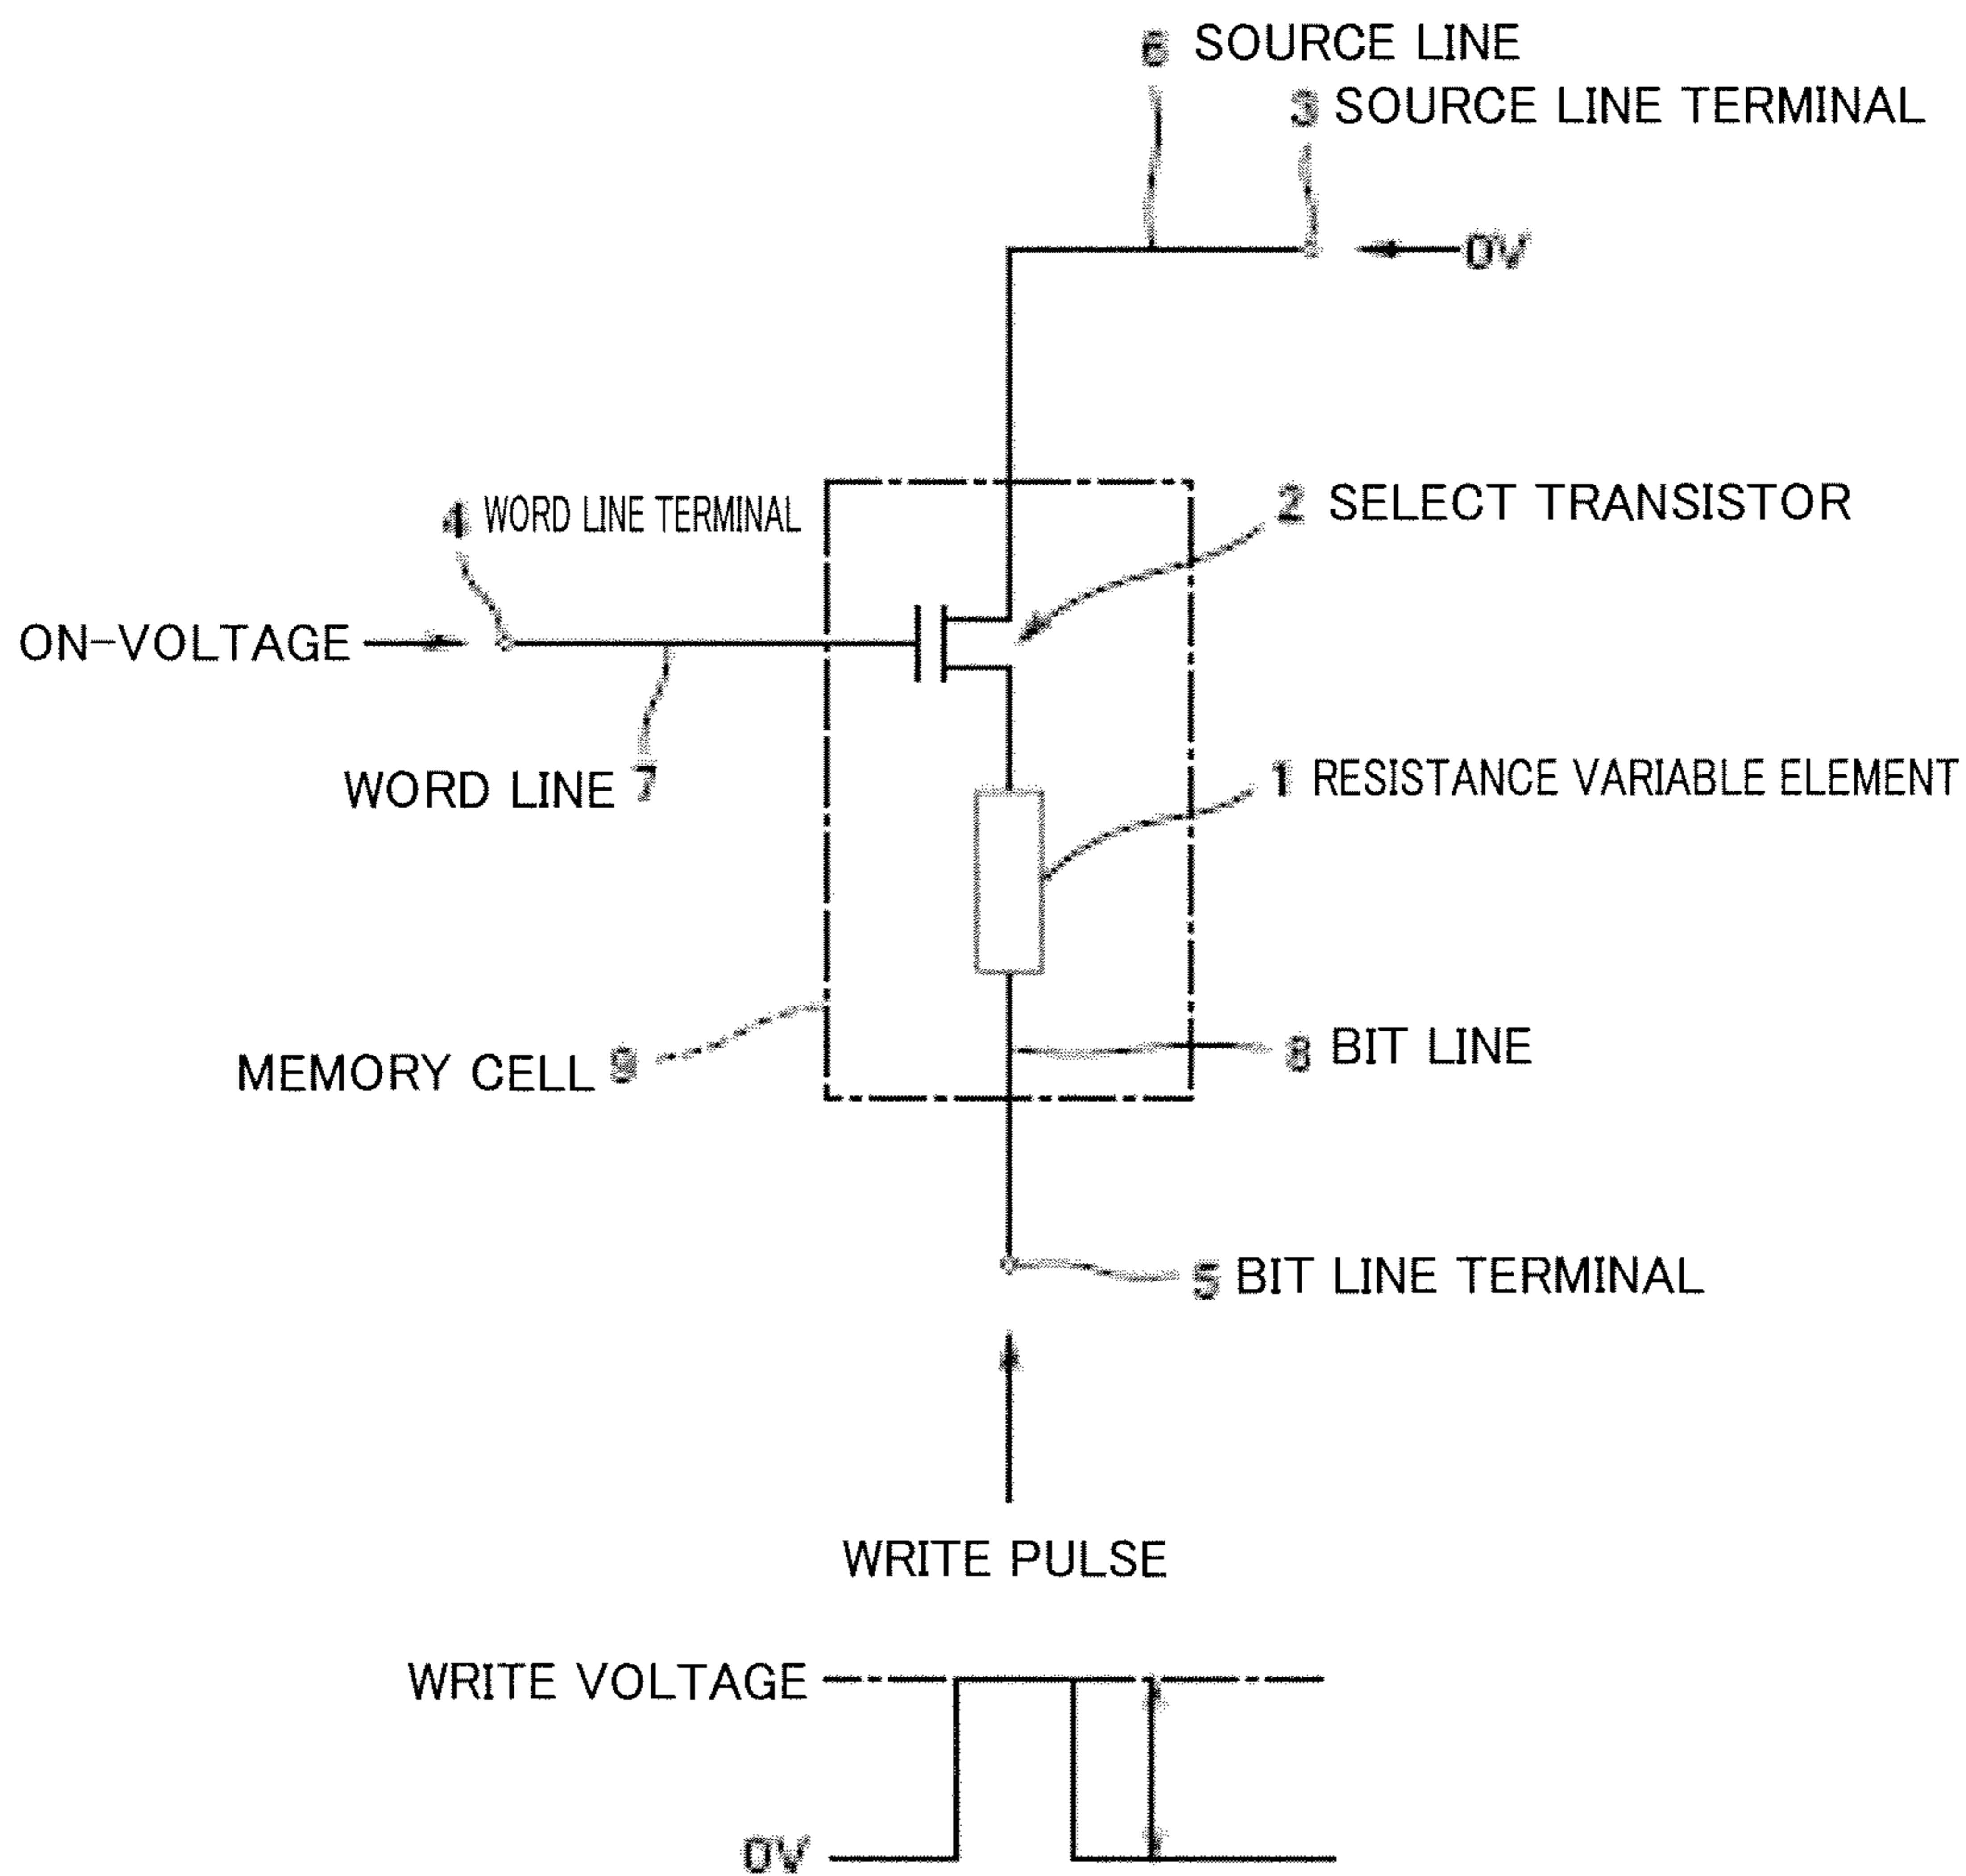 6 SOURCE LINE
3 SOURCE LINE TERMINAL
0V
4 WORD LINE TERMINAL
2 SELECT TRANSISTOR
ON-VOLTAGE
WORD LINE 7
1 RESISTANCE VARIABLE ELEMENT
8 BIT LINE
MEMORY CELL 9
5 BIT LINE TERMINAL
WRITE PULSE
WRITE VOLTAGE
0V